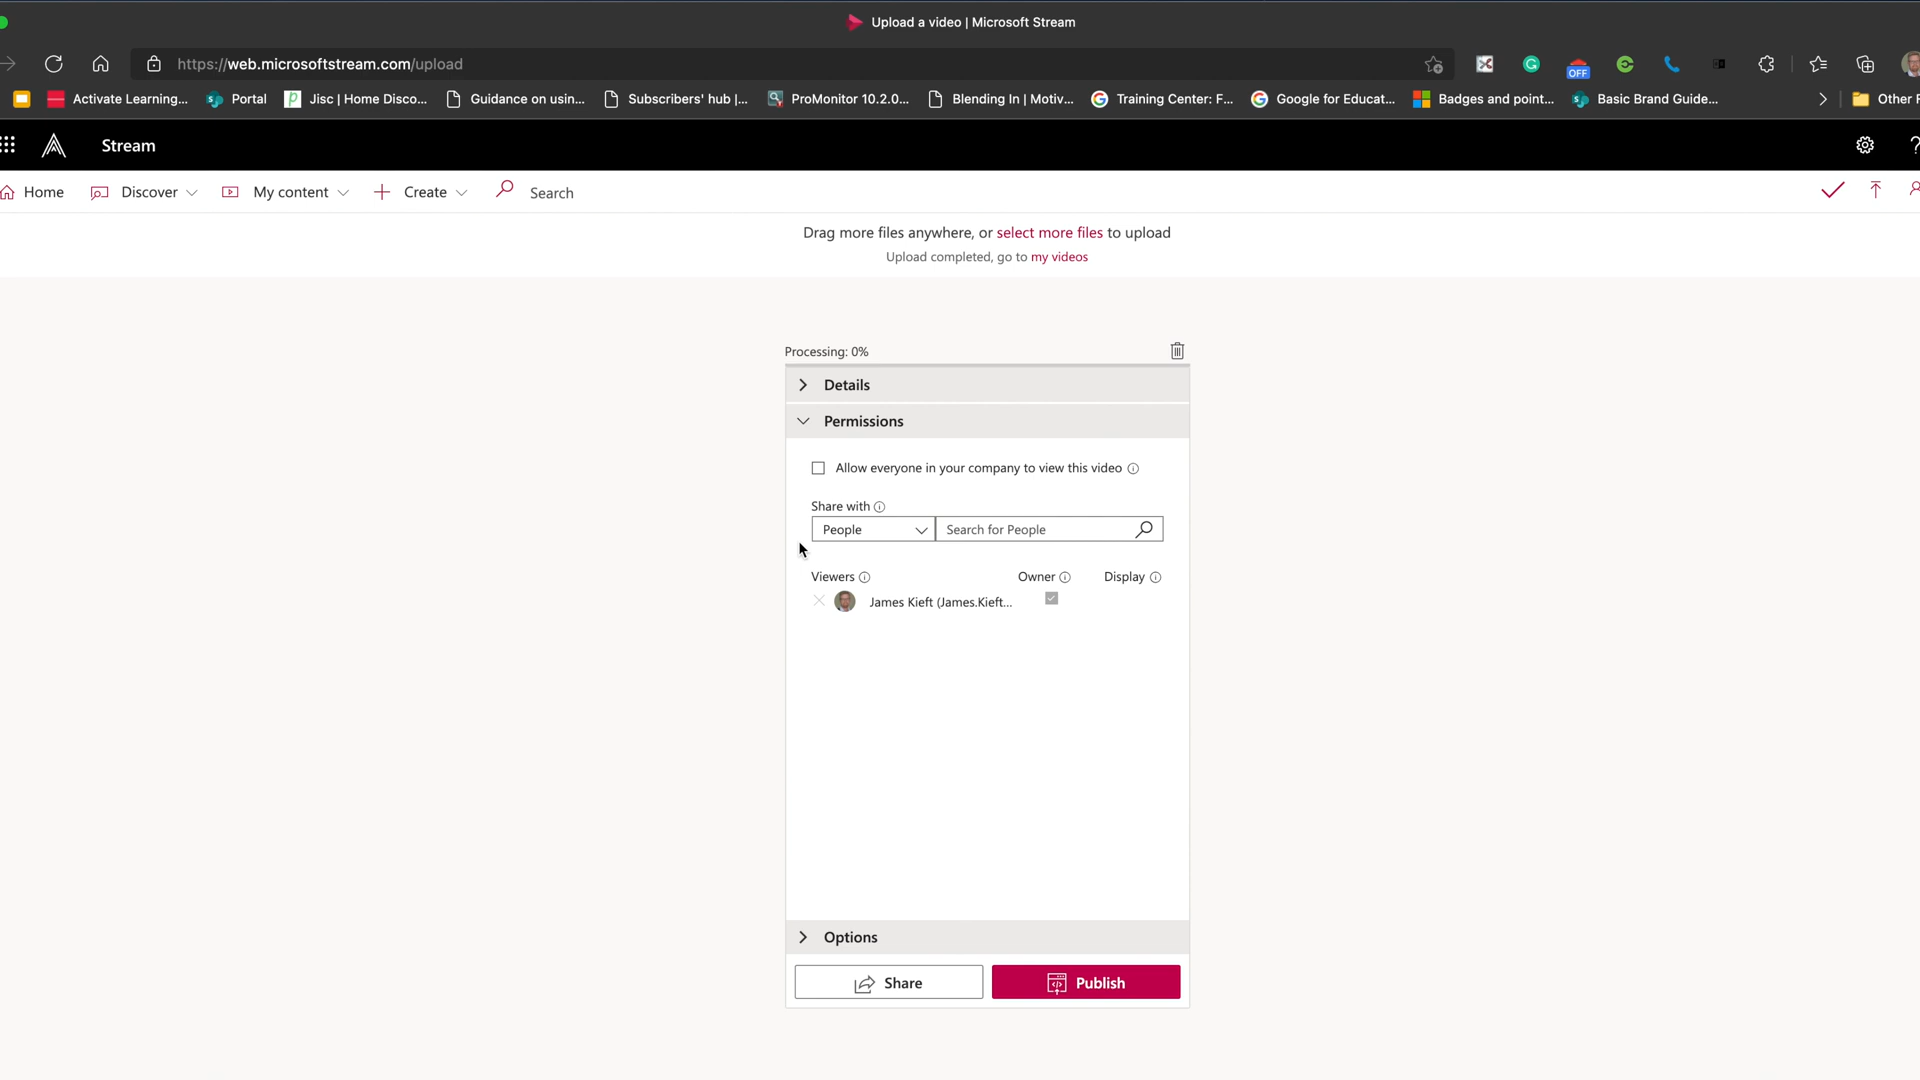 Upload a video | Microsoft Stream
https://web.microsoftstream.com/upload
OFF
Activate Learning... Portal Jisc | Home Disco... Guidance on usin... Subscribers' hub |... ProMonitor 10.2.0... Blending In | Motiv... Training Center: F... Google for Educat... Badges and point... Basic Brand Guide... Other F
Stream
Home Discover My content Create Search
Drag more files anywhere, or select more files to upload
Upload completed, go to my videos
Processing: 0%
Details
Permissions
Allow everyone in your company to view this video
Share with
People Search for People
Viewers Owner Display
James Kieft (James.Kieft...
Options
Share Publish